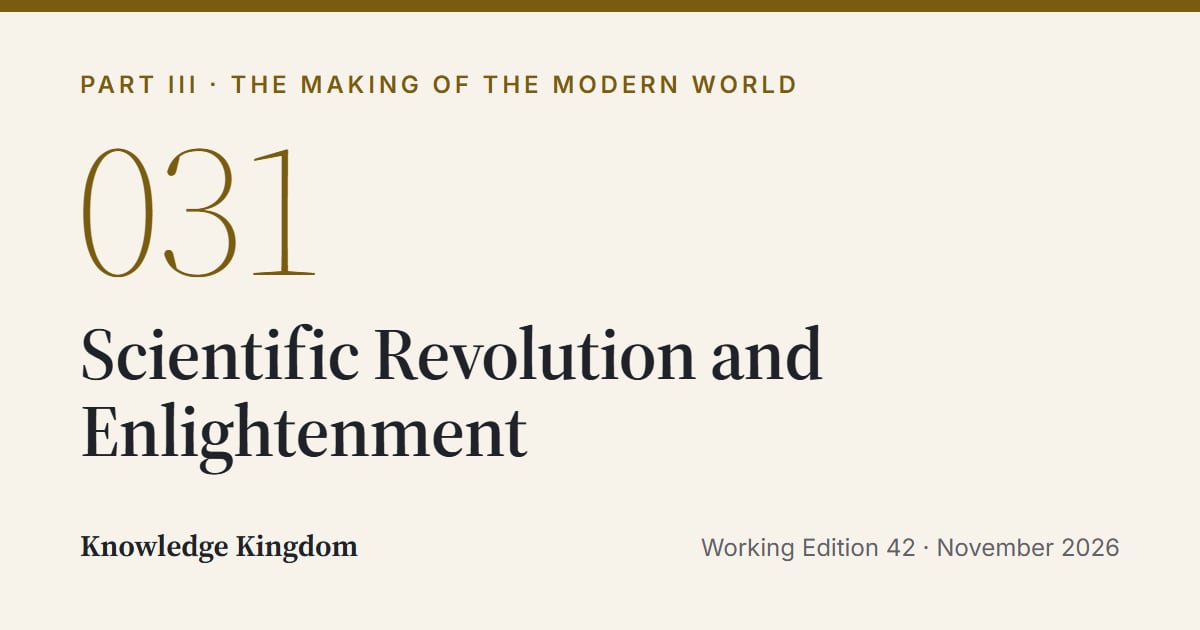 PART III · THE MAKING OF THE MODERN WORLD
031
Scientific Revolution and
Enlightenment
Knowledge Kingdom
Working Edition 42 · November 2026